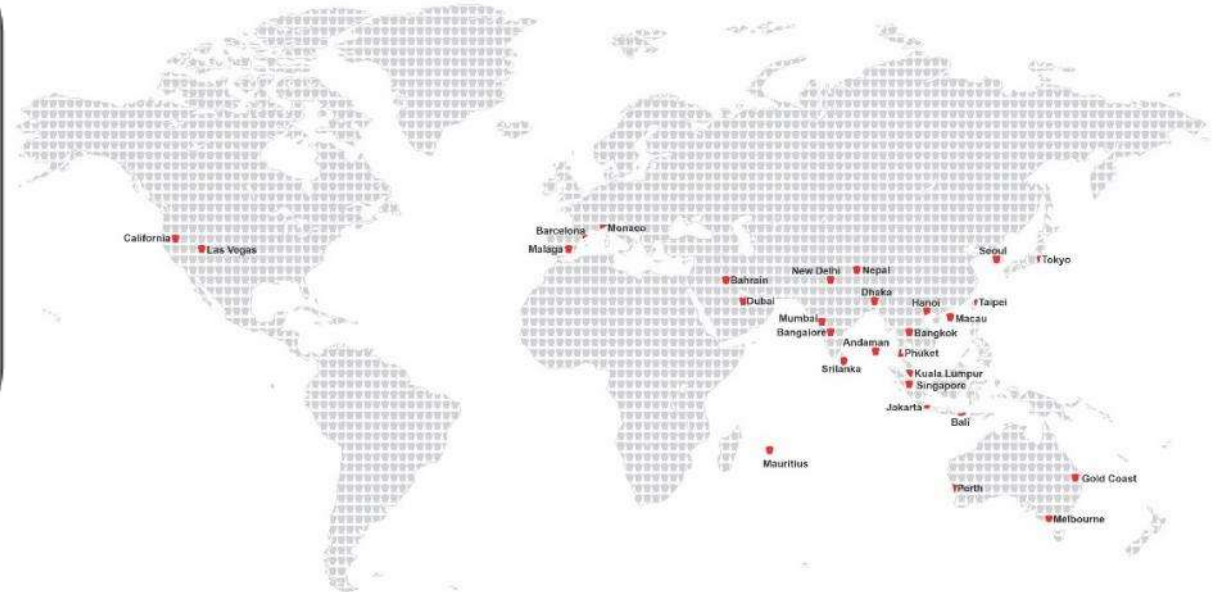 California
Las Vegas
Barcelona
Monaco
Malaga
Seoul
Tokyo
Bahrain
New Delhi
Nepal
Dubai
Dhaka
Hanoi
Taipei
Mumbai
Macau
Bangalore
Bangkok
Andaman
Phuket
Srilanka
Kuala Lumpur
Singapore
Jakarta
Bali
Mauritius
Gold Coast
Perth
Melbourne